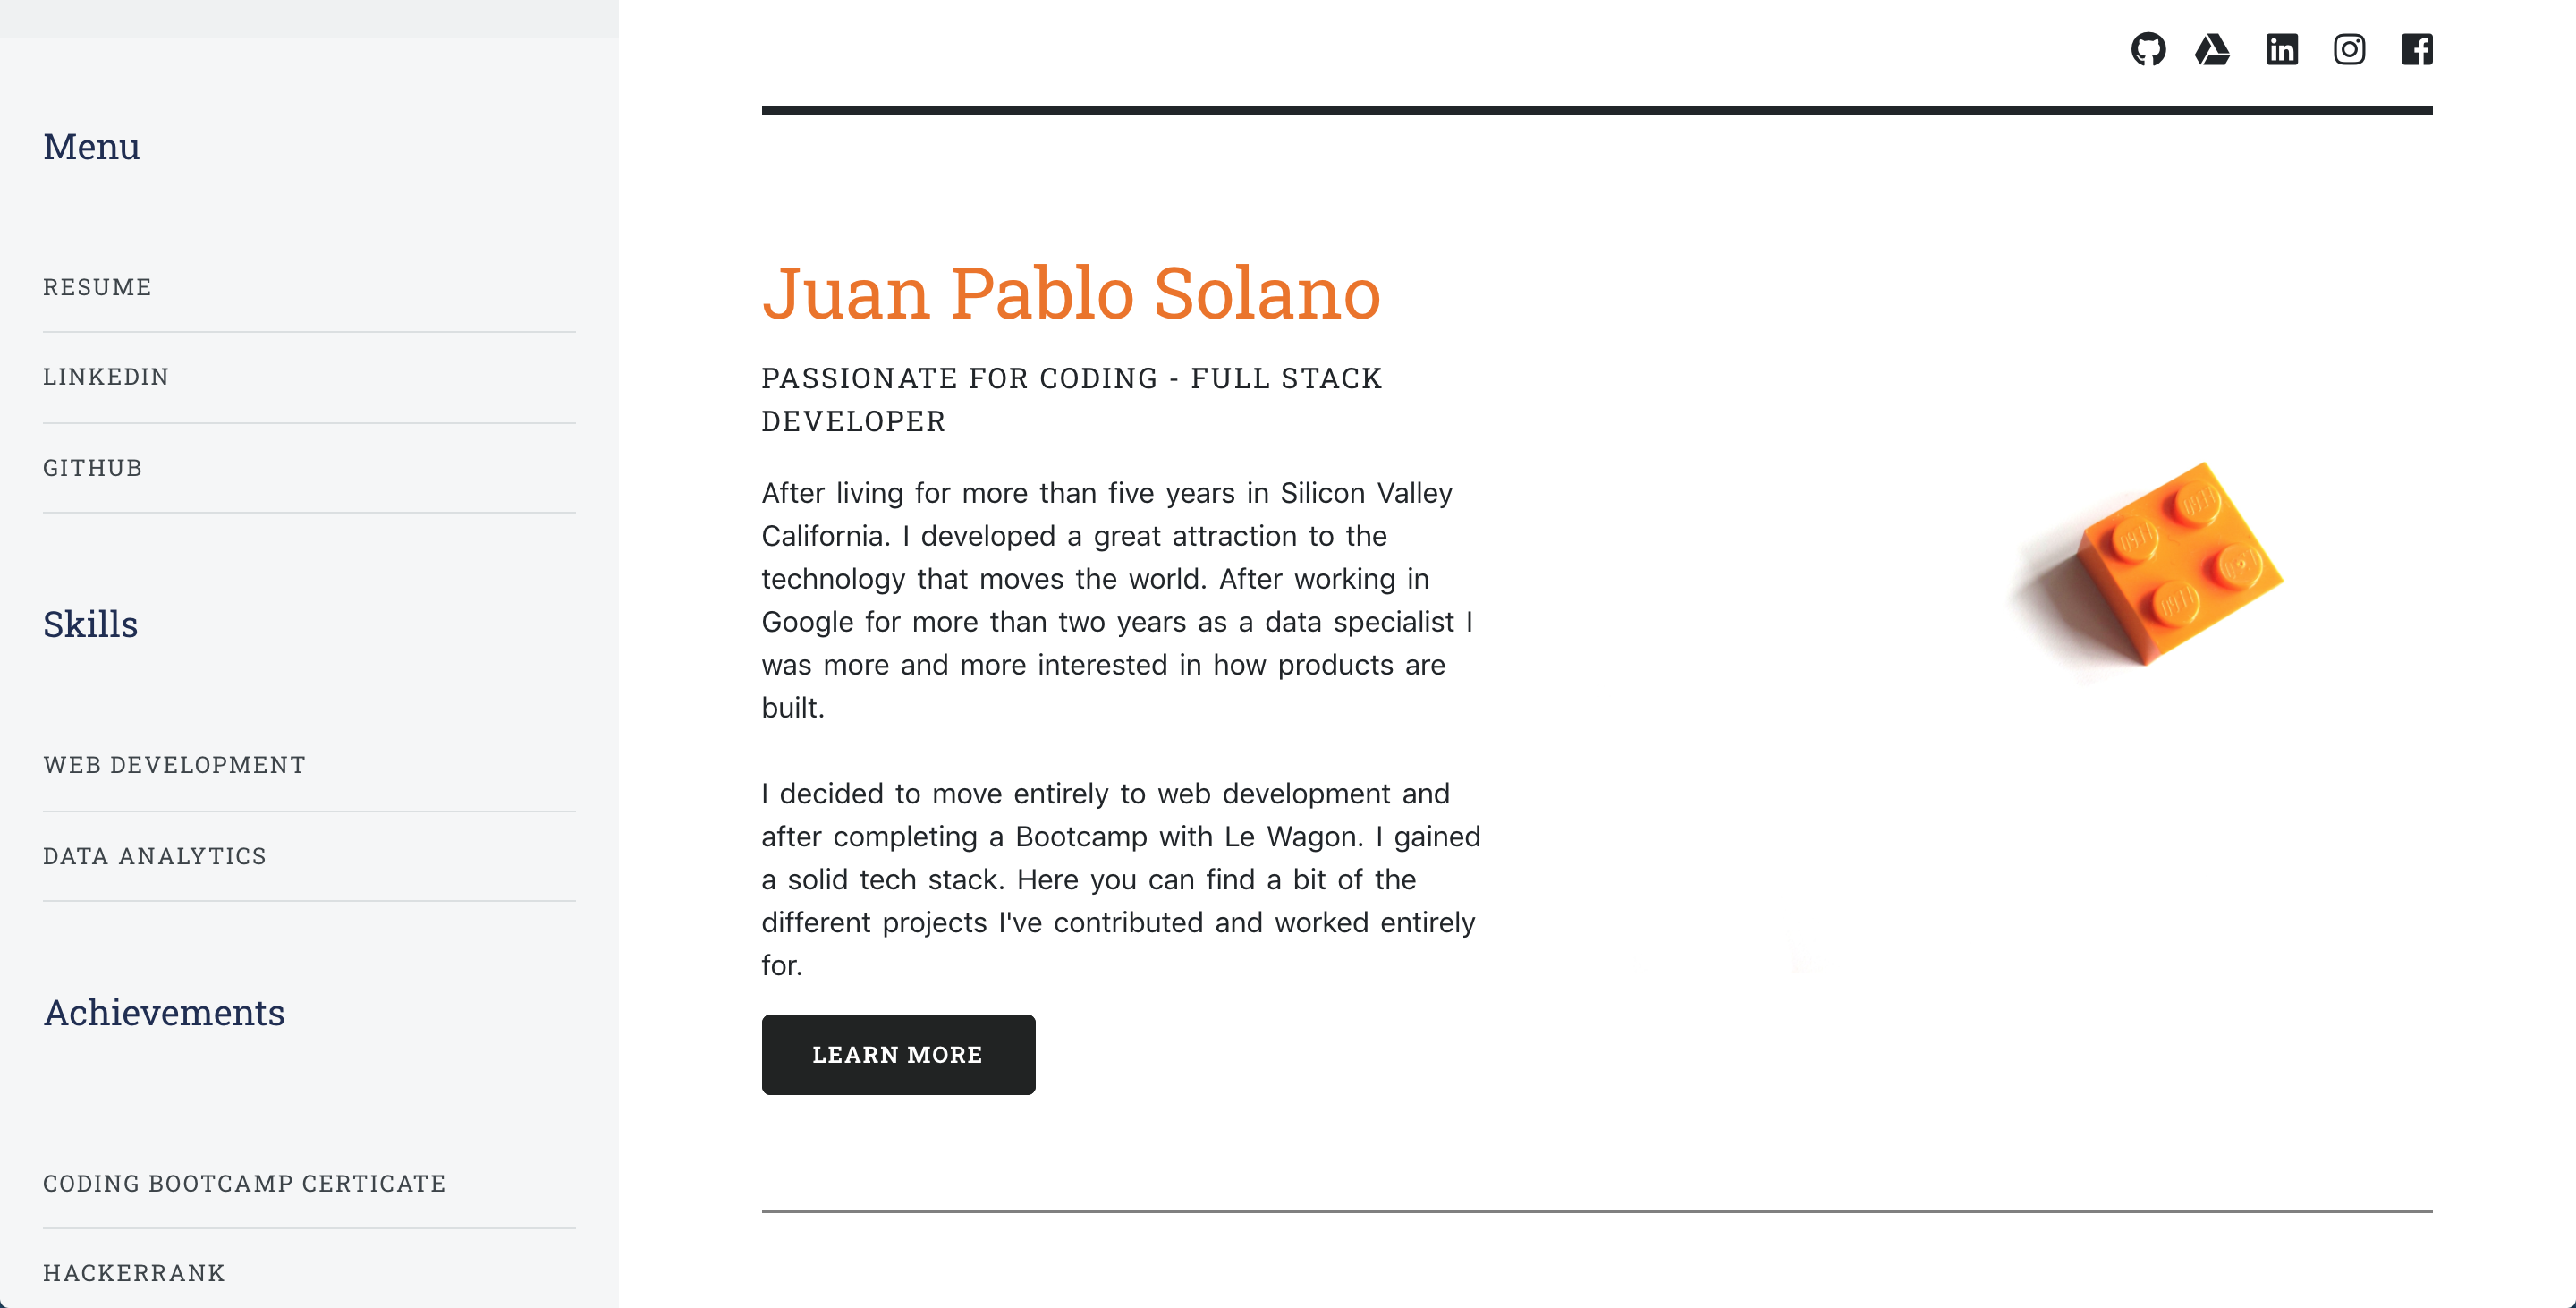 Menu
RESUME
LINKEDIN
GITHUB
Skills
WEB DEVELOPMENT
DATA ANALYTICS
Achievements
CODING BOOTCAMP CERTICATE
HACKERRANK
Juan Pablo Solano
PASSIONATE FOR CODING - FULL STACK
DEVELOPER
After living for more than five years in Silicon Valley
California. I developed a great attraction to the
technology that moves the world. After working in
Google for more than two years as a data specialist I
was more and more interested in how products are
built.
I decided to move entirely to web development and
after completing a Bootcamp with Le Wagon. I gained
a solid tech stack. Here you can find a bit of the
different projects I've contributed and worked entirely
for.
LEARN MORE